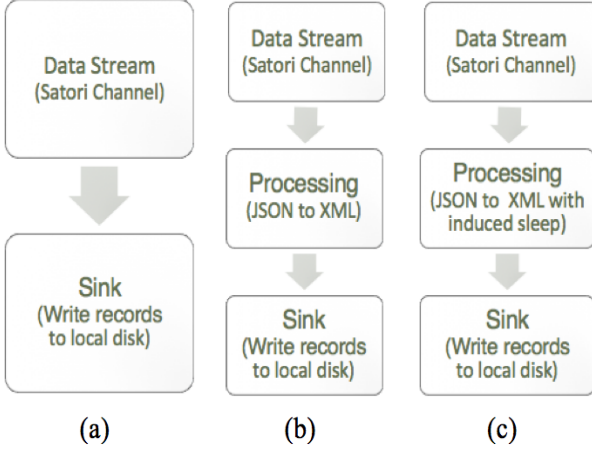 Data Stream
(Satori Channel)
Sink
(Write records
to local disk)
(a)
Data Stream
(Satori Channel)
Processing
(JSON to XML)
Sink
(Write records
to local disk)
(b)
Data Stream
(Satori Channel)
Processing
(JSON to XML with
induced sleep)
Sink
(Write records
to local disk)
(c)